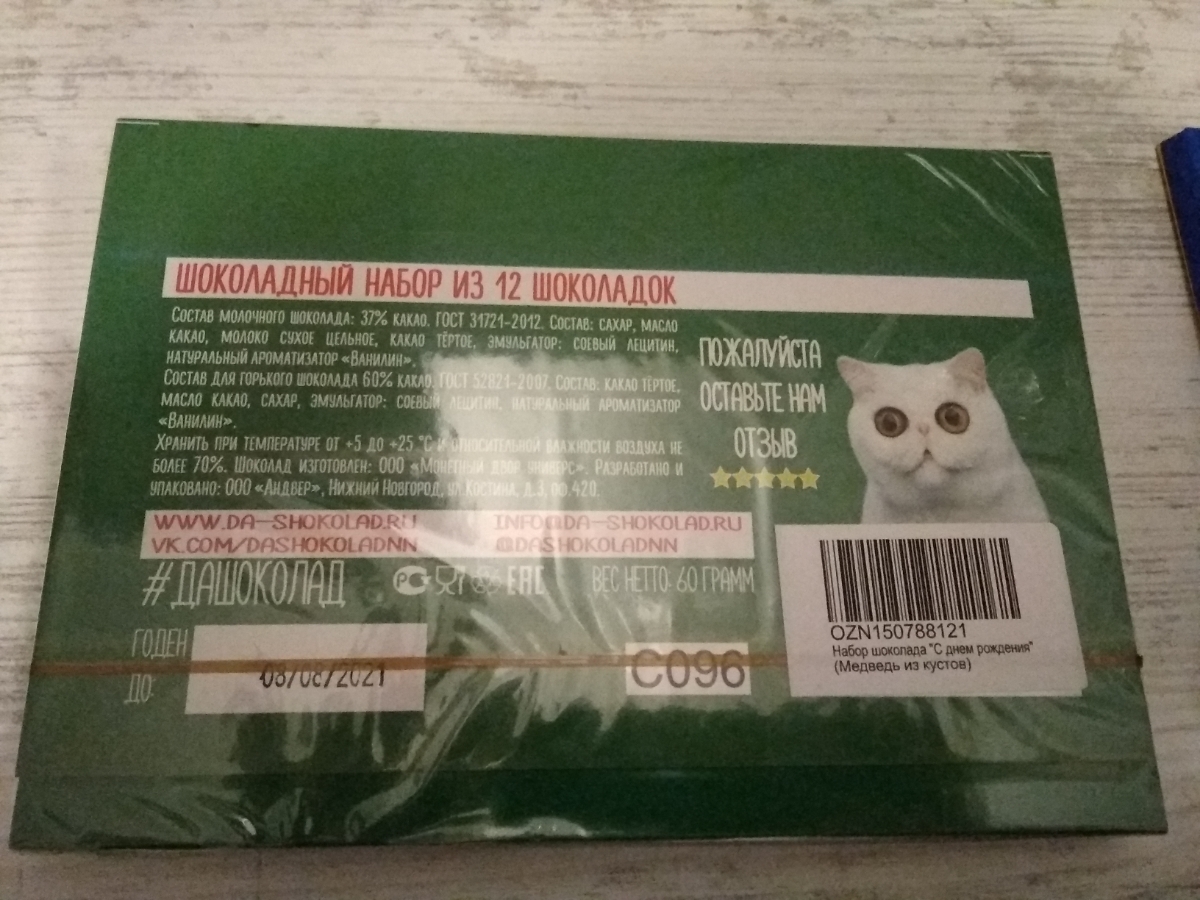 ШОКОЛАДНЫЙ НАБОР ИЗ 12 ШОКОЛАДОК
СОСТАВ МОЛОЧНОГО ШОКОЛАДА: 37% КАКАО. ГОСТ 31721-2012. СОСТАВ: САХАР, МАСЛО
КАКАО, МОЛОКО СУХОЕ ЦЕЛЬНОЕ, КАКАО ТЁРТОЕ, ЭМУЛЬГАТОР: СОЕВЫЙ ЛЕЦИТИН,
НАТУРАЛЬНЫЙ АРОМАТИЗАТОР «ВАНИЛИН».
СОСТАВ ДЛЯ ГОРЬКОГО ШОКОЛАДА 60% КАКАО. ГОСТ 52821-2007. СОСТАВ: КАКАО ТЁРТОЕ,
МАСЛО КАКАО, САХАР, ЭМУЛЬГАТОР: СОЕВЫЙ ЛЕЦИТИН, НАТУРАЛЬНЫЙ АРОМАТИЗАТОР
«ВАНИЛИН».
ХРАНИТЬ ПРИ ТЕМПЕРАТУРЕ ОТ +5 ДО +25 °С И ОТНОСИТЕЛЬНОЙ ВЛАЖНОСТИ ВОЗДУХА НЕ
БОЛЕЕ 70%. ШОКОЛАД ИЗГОТОВЛЕН: ООО «МОНЕТНЫЙ ДВОР УНИВЕРС». РАЗРАБОТАНО И
УПАКОВАНО: ООО «АНДВЕР», НИЖНИЙ НОВГОРОД, УЛ.КОСТИНА, Д.3, ПО.420.
ПОЖАЛУЙСТА
ОСТАВЬТЕ НАМ
ОТЗЫВ
WWW.DA-SHOKOLAD.RU INFO@DA-SHOKOLAD.RU
VK.COM/DASHOKOLADNN @DASHOKOLADNN
#ДАШОКОЛАД РСТ EAC ВЕС НЕТТО: 60 ГРАММ
ГОДЕН
ДО: 08/08/2021
C096
OZN150788121
Набор шоколада "С днем рождения"
(Медведь из кустов)